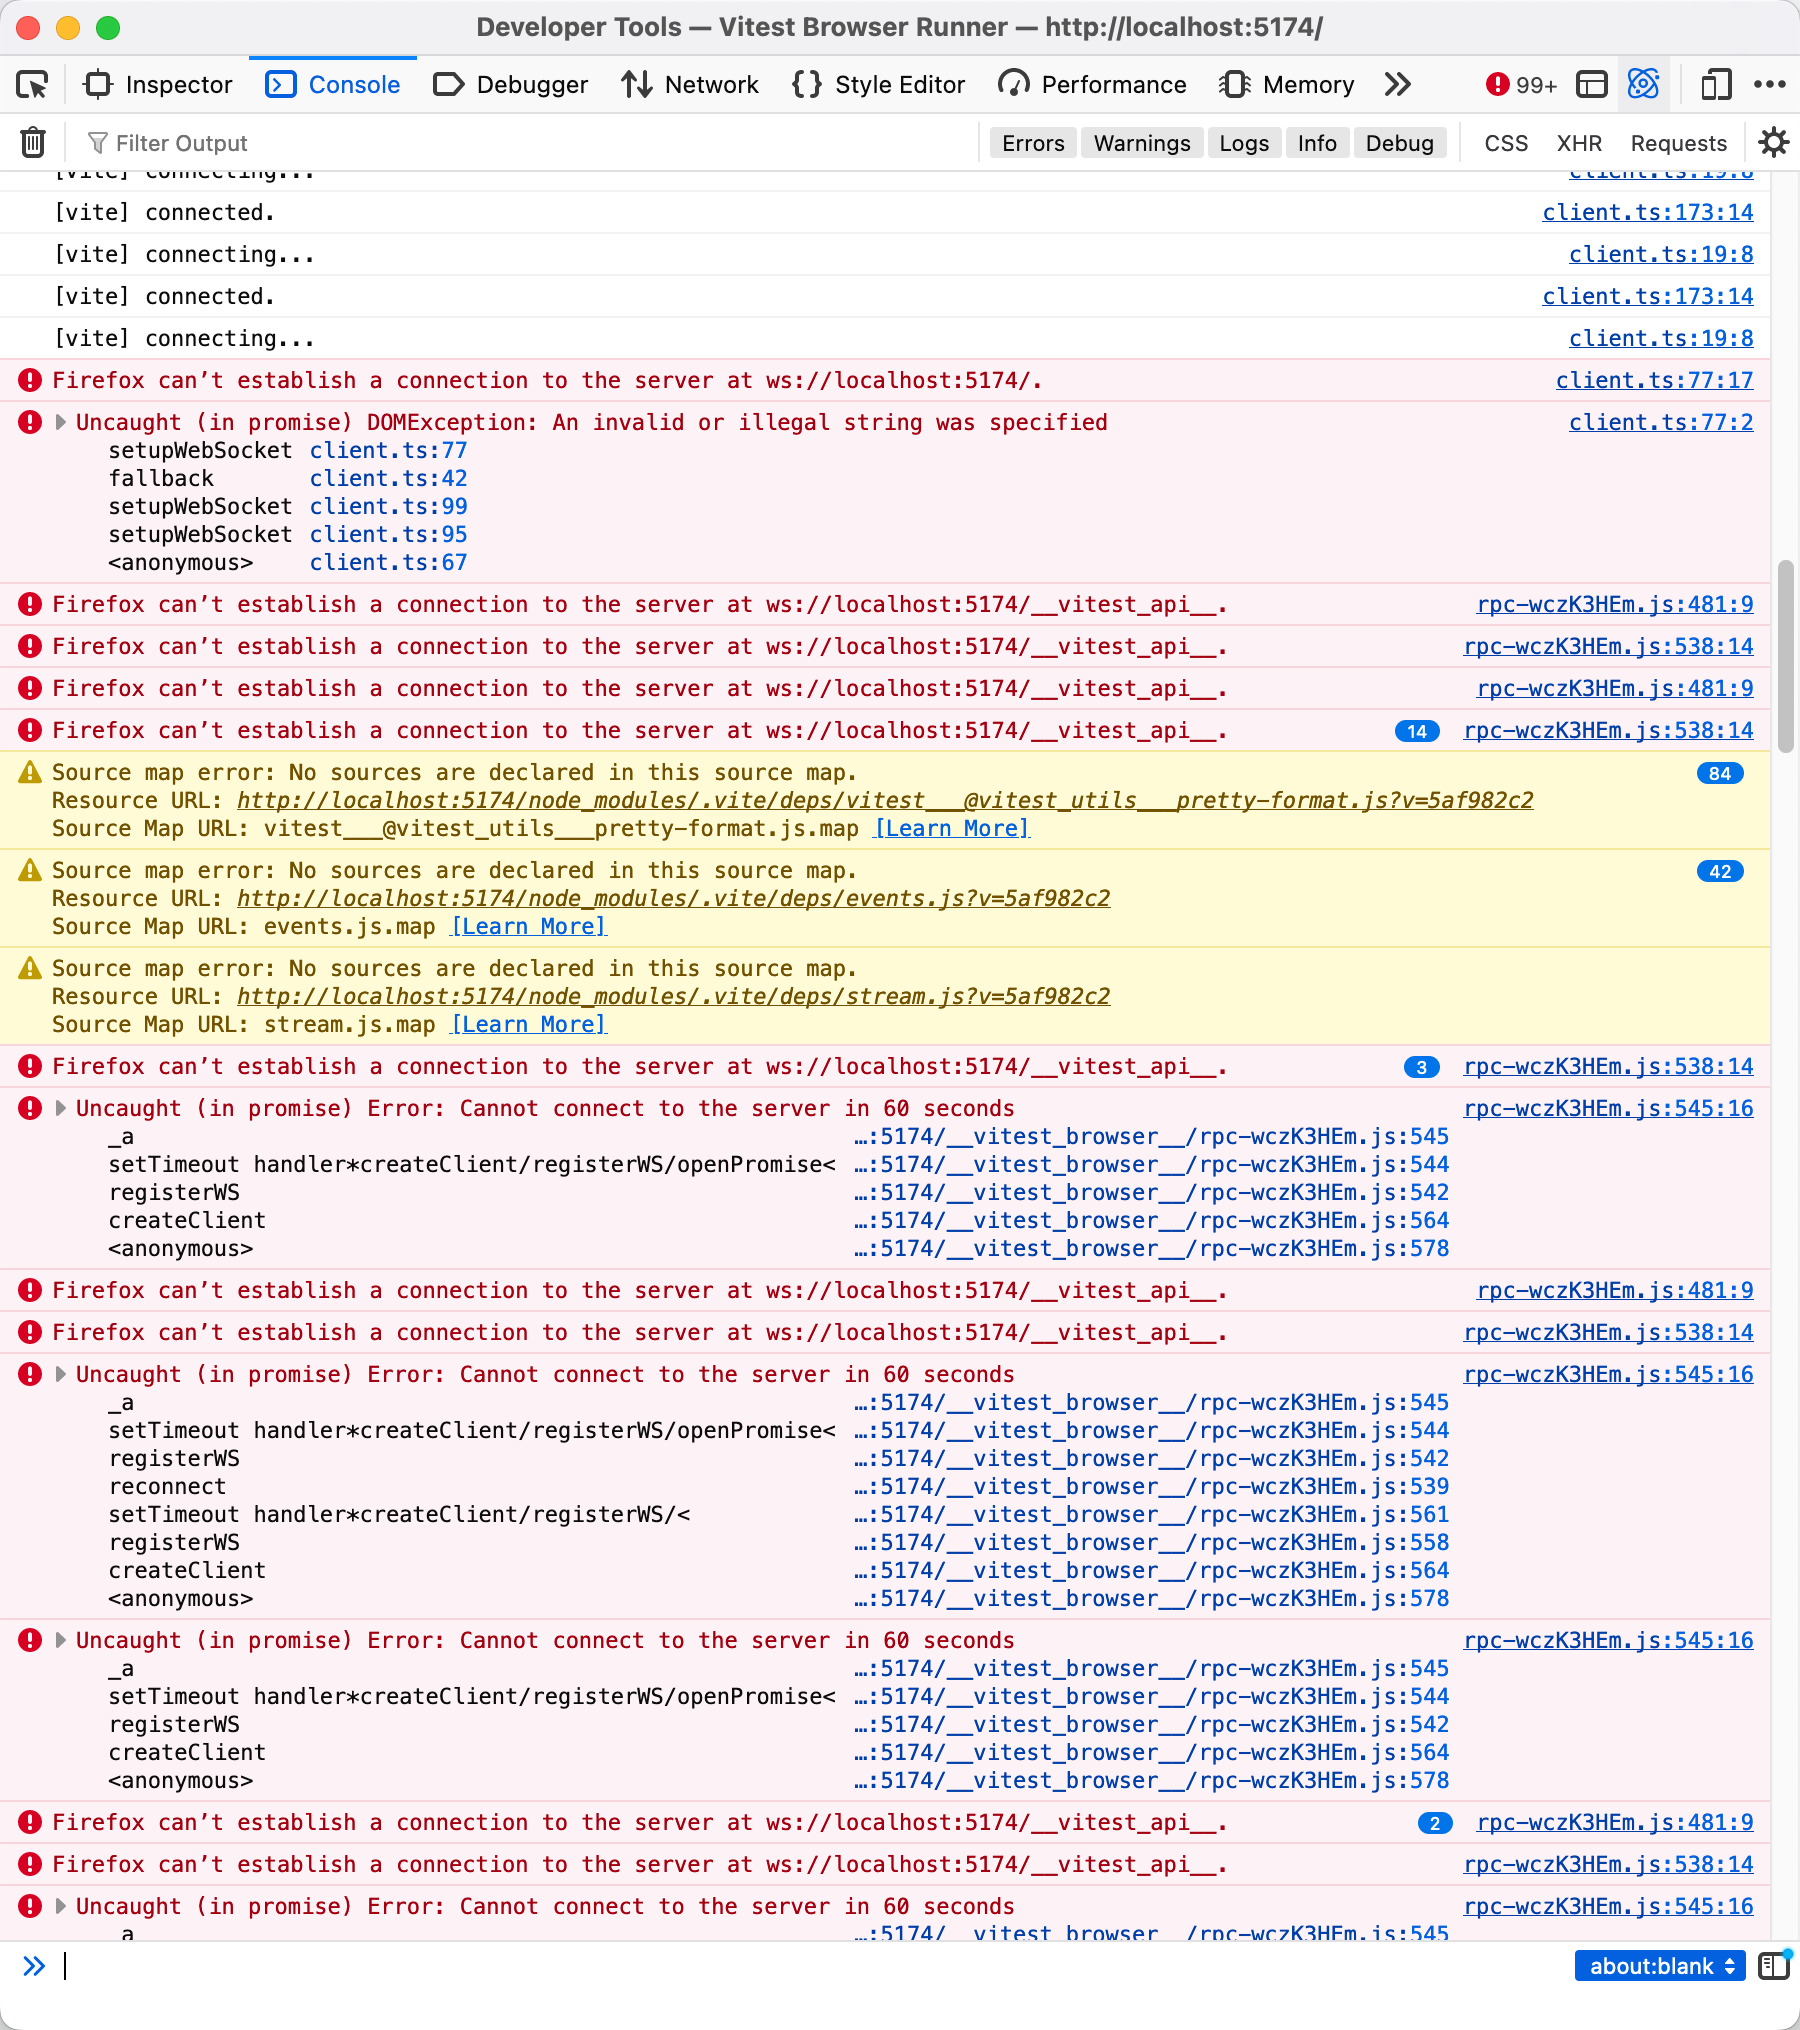 Developer Tools — Vitest Browser Runner — http://localhost:5174/
Inspector Console Debugger Network Style Editor Performance Memory 99+
Filter Output Errors Warnings Logs Info Debug CSS XHR Requests
[vite] connecting... client.ts:19:8
[vite] connected. client.ts:173:14
[vite] connecting... client.ts:19:8
[vite] connected. client.ts:173:14
[vite] connecting... client.ts:19:8
Firefox can’t establish a connection to the server at ws://localhost:5174/. client.ts:77:17
Uncaught (in promise) DOMException: An invalid or illegal string was specified client.ts:77:2
setupWebSocket client.ts:77
fallback client.ts:42
setupWebSocket client.ts:99
setupWebSocket client.ts:95
<anonymous> client.ts:67
Firefox can’t establish a connection to the server at ws://localhost:5174/__vitest_api__. rpc-wczK3HEm.js:481:9
Firefox can’t establish a connection to the server at ws://localhost:5174/__vitest_api__. rpc-wczK3HEm.js:538:14
Firefox can’t establish a connection to the server at ws://localhost:5174/__vitest_api__. rpc-wczK3HEm.js:481:9
Firefox can’t establish a connection to the server at ws://localhost:5174/__vitest_api__. 14 rpc-wczK3HEm.js:538:14
Source map error: No sources are declared in this source map. 84
Resource URL: http://localhost:5174/node_modules/.vite/deps/vitest___@vitest_utils___pretty-format.js?v=5af982c2
Source Map URL: vitest___@vitest_utils___pretty-format.js.map [Learn More]
Source map error: No sources are declared in this source map. 42
Resource URL: http://localhost:5174/node_modules/.vite/deps/events.js?v=5af982c2
Source Map URL: events.js.map [Learn More]
Source map error: No sources are declared in this source map.
Resource URL: http://localhost:5174/node_modules/.vite/deps/stream.js?v=5af982c2
Source Map URL: stream.js.map [Learn More]
Firefox can’t establish a connection to the server at ws://localhost:5174/__vitest_api__. 3 rpc-wczK3HEm.js:538:14
Uncaught (in promise) Error: Cannot connect to the server in 60 seconds rpc-wczK3HEm.js:545:16
_a …:5174/__vitest_browser__/rpc-wczK3HEm.js:545
setTimeout handler*createClient/registerWS/openPromise< …:5174/__vitest_browser__/rpc-wczK3HEm.js:544
registerWS …:5174/__vitest_browser__/rpc-wczK3HEm.js:542
createClient …:5174/__vitest_browser__/rpc-wczK3HEm.js:564
<anonymous> …:5174/__vitest_browser__/rpc-wczK3HEm.js:578
Firefox can’t establish a connection to the server at ws://localhost:5174/__vitest_api__. rpc-wczK3HEm.js:481:9
Firefox can’t establish a connection to the server at ws://localhost:5174/__vitest_api__. rpc-wczK3HEm.js:538:14
Uncaught (in promise) Error: Cannot connect to the server in 60 seconds rpc-wczK3HEm.js:545:16
_a …:5174/__vitest_browser__/rpc-wczK3HEm.js:545
setTimeout handler*createClient/registerWS/openPromise< …:5174/__vitest_browser__/rpc-wczK3HEm.js:544
registerWS …:5174/__vitest_browser__/rpc-wczK3HEm.js:542
reconnect …:5174/__vitest_browser__/rpc-wczK3HEm.js:539
setTimeout handler*createClient/registerWS/< …:5174/__vitest_browser__/rpc-wczK3HEm.js:561
registerWS …:5174/__vitest_browser__/rpc-wczK3HEm.js:558
createClient …:5174/__vitest_browser__/rpc-wczK3HEm.js:564
<anonymous> …:5174/__vitest_browser__/rpc-wczK3HEm.js:578
Uncaught (in promise) Error: Cannot connect to the server in 60 seconds rpc-wczK3HEm.js:545:16
_a …:5174/__vitest_browser__/rpc-wczK3HEm.js:545
setTimeout handler*createClient/registerWS/openPromise< …:5174/__vitest_browser__/rpc-wczK3HEm.js:544
registerWS …:5174/__vitest_browser__/rpc-wczK3HEm.js:542
createClient …:5174/__vitest_browser__/rpc-wczK3HEm.js:564
<anonymous> …:5174/__vitest_browser__/rpc-wczK3HEm.js:578
Firefox can’t establish a connection to the server at ws://localhost:5174/__vitest_api__. 2 rpc-wczK3HEm.js:481:9
Firefox can’t establish a connection to the server at ws://localhost:5174/__vitest_api__. rpc-wczK3HEm.js:538:14
Uncaught (in promise) Error: Cannot connect to the server in 60 seconds rpc-wczK3HEm.js:545:16
_a …:5174/__vitest_browser__/rpc-wczK3HEm.js:545
about:blank